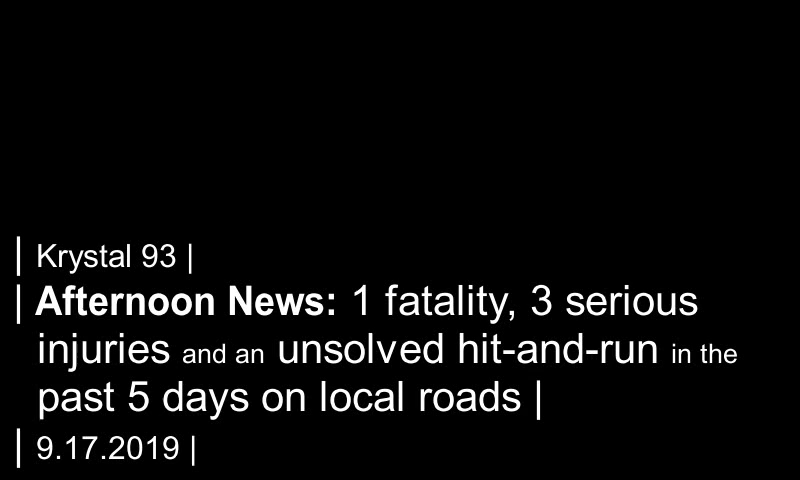 | Krystal 93 |
| Afternoon News: 1 fatality, 3 serious
injuries and an unsolved hit-and-run in the
past 5 days on local roads |
| 9.17.2019 |